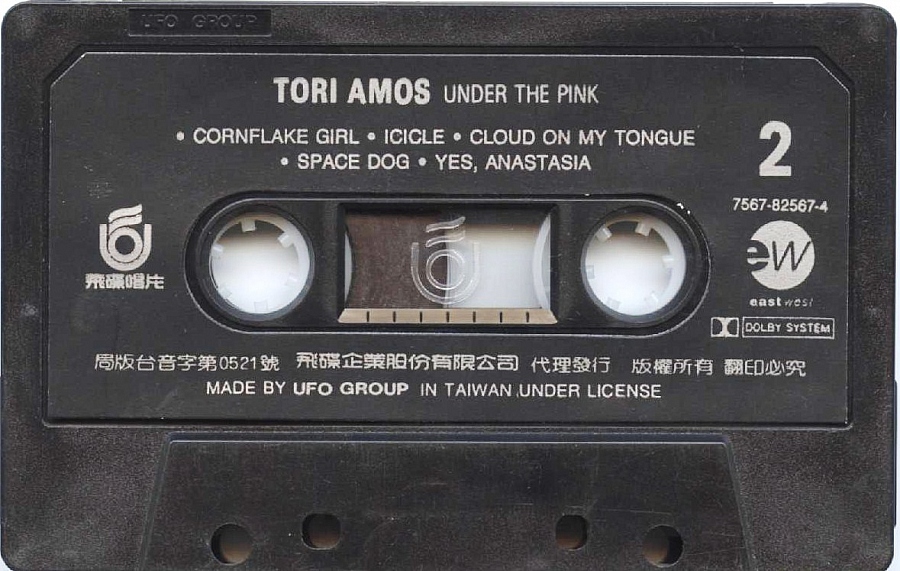 UFO GROUP
TORI AMOS UNDER THE PINK
• CORNFLAKE GIRL • ICICLE • CLOUD ON MY TONGUE
• SPACE DOG • YES, ANASTASIA
2
7567-82567-4
飛碟唱片
ew
eastwest
DOLBY SYSTEM
局版台音字第0521號 飛碟企業股份有限公司 代理發行 版權所有 翻印必究
MADE BY UFO GROUP IN TAIWAN UNDER LICENSE